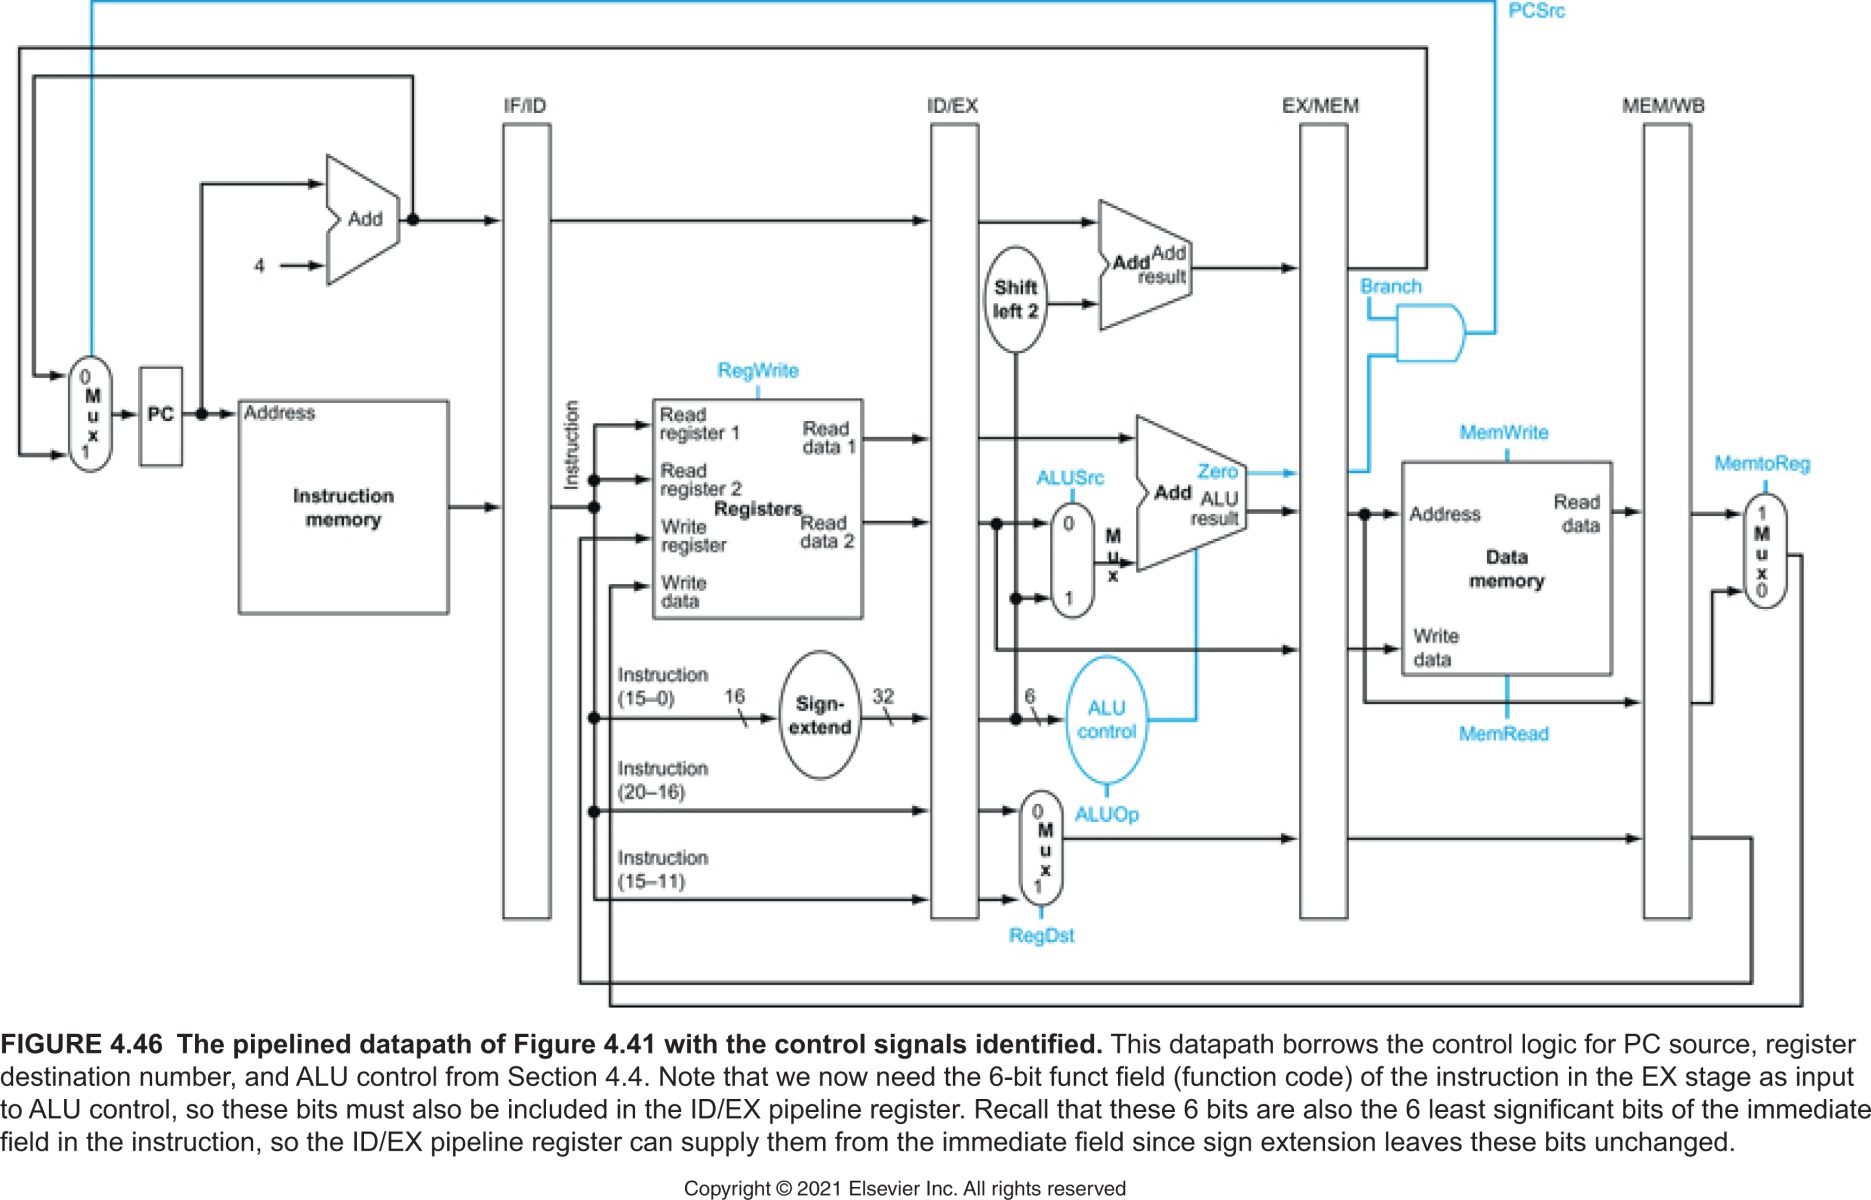 PCSrc
IF/ID
ID/EX
EX/MEM
MEM/WB
Add
4
Add
Add
result
Shift
left 2
Branch
0
M
u
x
1
PC
Address
Instruction
memory
Instruction
RegWrite
Read
register 1
Read
data 1
Read
register 2
Registers
Write
register
Read
data 2
Write
data
ALUSrc
0
M
u
x
1
Zero
Add
ALU
result
MemWrite
Address
Read
data
Data
memory
Write
data
MemRead
MemtoReg
1
M
u
x
0
Instruction
(15–0)
16
Sign-
extend
32
6
ALU
control
ALUOp
Instruction
(20–16)
Instruction
(15–11)
0
M
u
x
1
RegDst
FIGURE 4.46 The pipelined datapath of Figure 4.41 with the control signals identified. This datapath borrows the control logic for PC source, register
destination number, and ALU control from Section 4.4. Note that we now need the 6-bit funct field (function code) of the instruction in the EX stage as input
to ALU control, so these bits must also be included in the ID/EX pipeline register. Recall that these 6 bits are also the 6 least significant bits of the immediate
field in the instruction, so the ID/EX pipeline register can supply them from the immediate field since sign extension leaves these bits unchanged.
Copyright © 2021 Elsevier Inc. All rights reserved